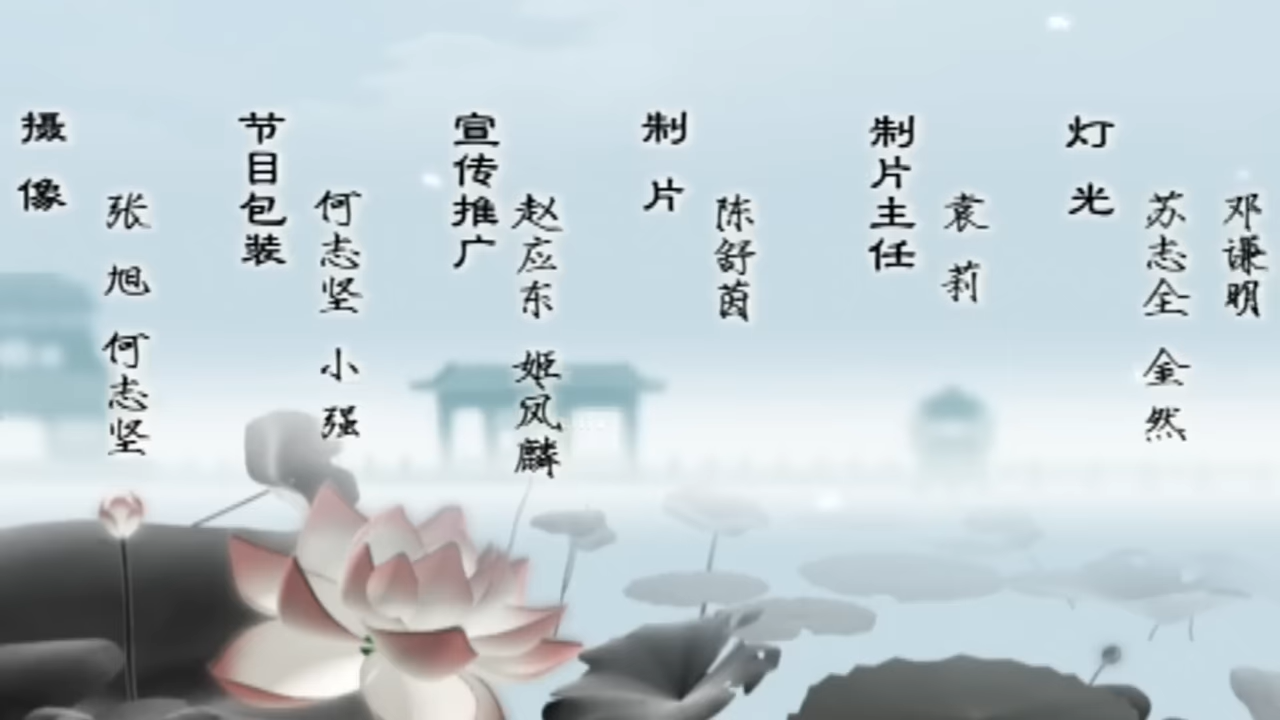 摄像
张旭 何志坚
节目包装
何志坚 小强
宣传推广
赵应东 姬风麟
制片
陈舒茵
制片主任
袁莉
灯光
苏志全 金然
邓谦明